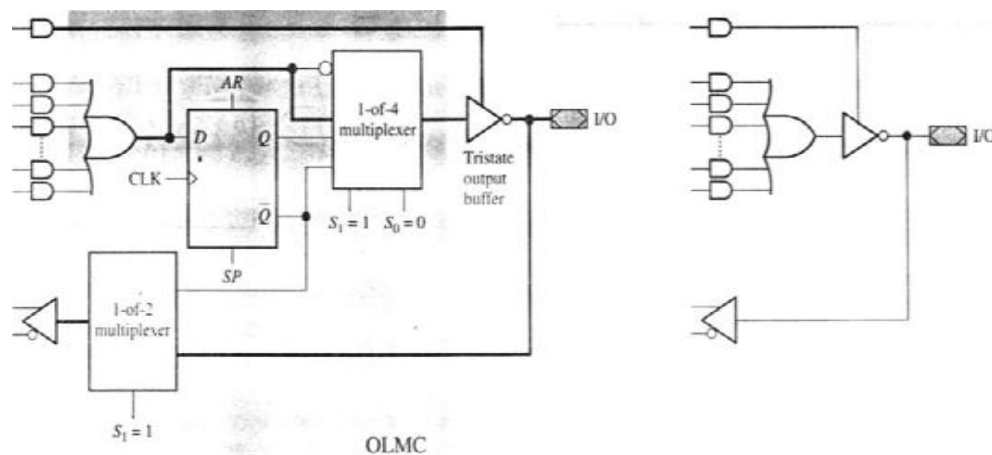 AR
D
Q
CLK
Q̅
SP
1-of-4
multiplexer
S₁ = 1
S₀ = 0
Tristate
output
buffer
I/O
1-of-2
multiplexer
S₁ = 1
OLMC
I/O